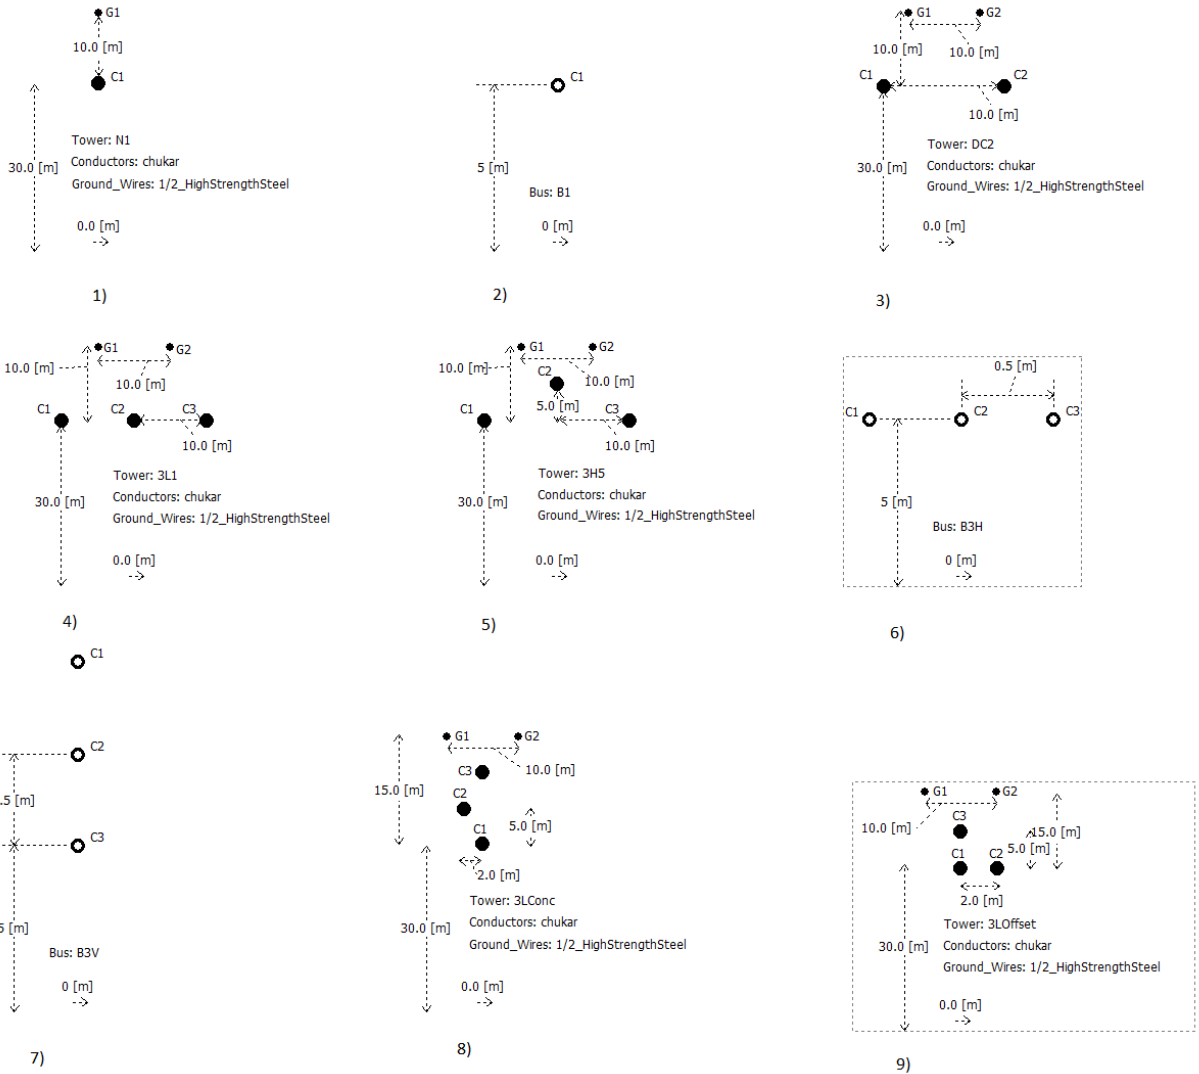 G1
10.0 [m]
C1
30.0 [m]
Tower: N1
Conductors: chukar
Ground_Wires: 1/2_HighStrengthSteel
0.0 [m]
1)
C1
5 [m]
Bus: B1
0 [m]
2)
G1 G2
10.0 [m] 10.0 [m]
C1 C2
10.0 [m]
Tower: DC2
30.0 [m] Conductors: chukar
Ground_Wires: 1/2_HighStrengthSteel
0.0 [m]
3)
G1 G2
10.0 [m]
10.0 [m]
C1 C2 C3
10.0 [m]
Tower: 3L1
30.0 [m] Conductors: chukar
Ground_Wires: 1/2_HighStrengthSteel
0.0 [m]
4)
G1 G2
10.0 [m]
C2 10.0 [m]
C1 5.0 [m] C3
10.0 [m]
Tower: 3H5
30.0 [m] Conductors: chukar
Ground_Wires: 1/2_HighStrengthSteel
0.0 [m]
5)
0.5 [m]
C1 C2 C3
5 [m]
Bus: B3H
0 [m]
6)
C1
C2
.5 [m]
C3
5 [m]
Bus: B3V
0 [m]
7)
G1 G2
C3 10.0 [m]
15.0 [m] C2
C1 5.0 [m]
2.0 [m]
Tower: 3LConc
30.0 [m] Conductors: chukar
Ground_Wires: 1/2_HighStrengthSteel
0.0 [m]
8)
G1 G2
10.0 [m] C3 15.0 [m]
C1 C2 5.0 [m]
2.0 [m]
Tower: 3LOffset
30.0 [m] Conductors: chukar
Ground_Wires: 1/2_HighStrengthSteel
0.0 [m]
9)